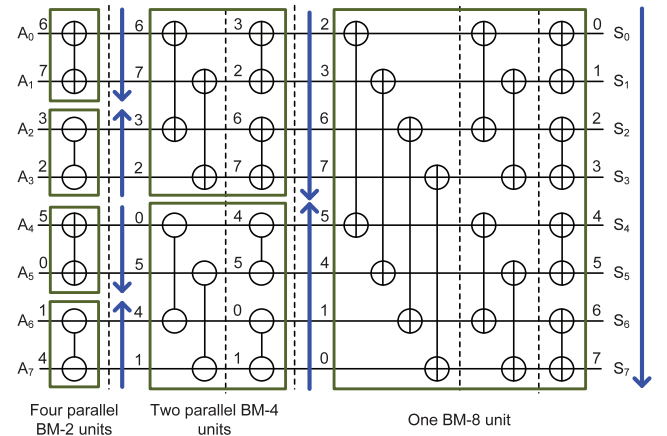 A0 6 6 3 2 0 S0
A1 7 7 2 3 1 S1
A2 3 3 6 6 2 S2
A3 2 2 7 7 3 S3
A4 5 0 4 5 4 S4
A5 0 5 5 4 5 S5
A6 1 4 0 1 6 S6
A7 4 1 1 0 7 S7
Four parallel Two parallel BM-4 One BM-8 unit
BM-2 units units